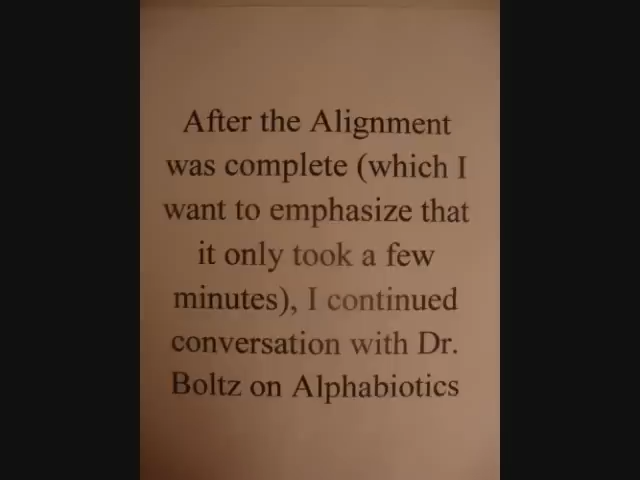 After the Alignment
was complete (which I
want to emphasize that
it only took a few
minutes), I continued
conversation with Dr.
Boltz on Alphabiotics